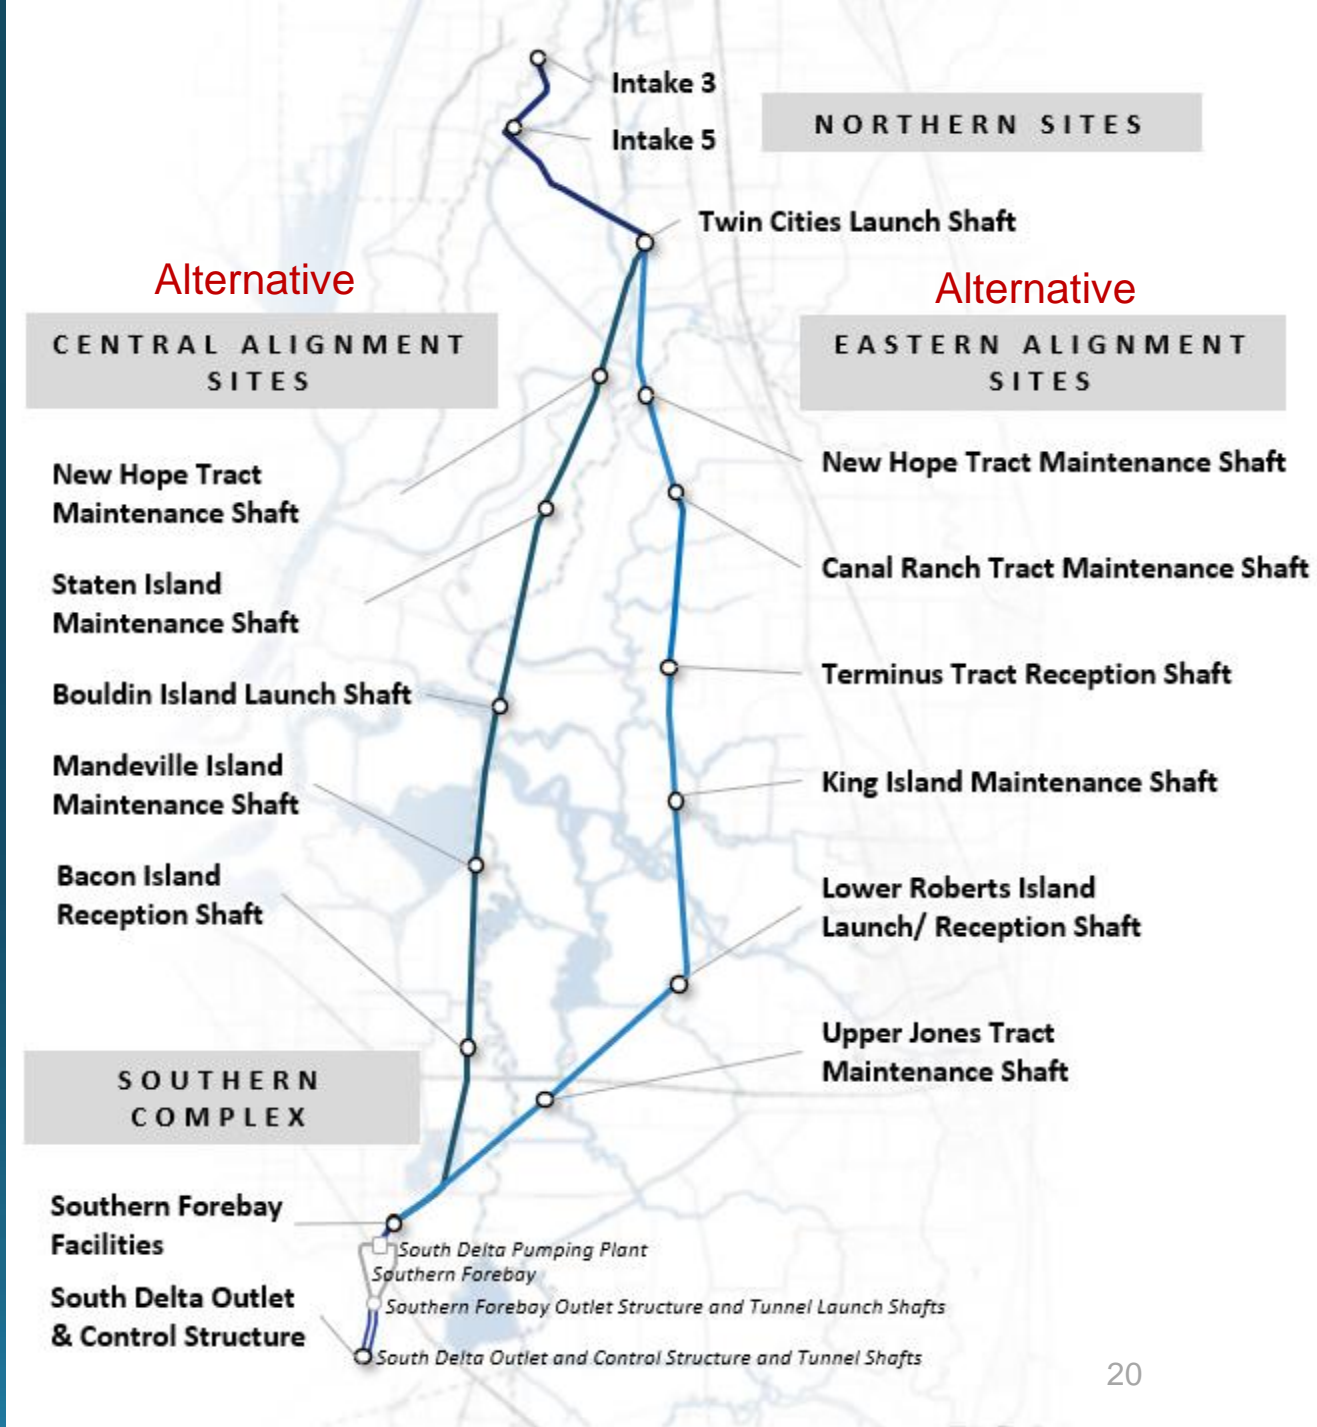 Intake 3
NORTHERN SITES
Intake 5
Twin Cities Launch Shaft
Alternative
CENTRAL ALIGNMENT
SITES
New Hope Tract
Maintenance Shaft
Staten Island
Maintenance Shaft
Bouldin Island Launch Shaft
Mandeville Island
Maintenance Shaft
Bacon Island
Reception Shaft
Alternative
EASTERN ALIGNMENT
SITES
New Hope Tract Maintenance Shaft
Canal Ranch Tract Maintenance Shaft
Terminus Tract Reception Shaft
King Island Maintenance Shaft
Lower Roberts Island
Launch/ Reception Shaft
Upper Jones Tract
Maintenance Shaft
SOUTHERN
COMPLEX
Southern Forebay
Facilities
South Delta Outlet
& Control Structure
South Delta Pumping Plant
Southern Forebay
Southern Forebay Outlet Structure and Tunnel Launch Shafts
South Delta Outlet and Control Structure and Tunnel Shafts
20